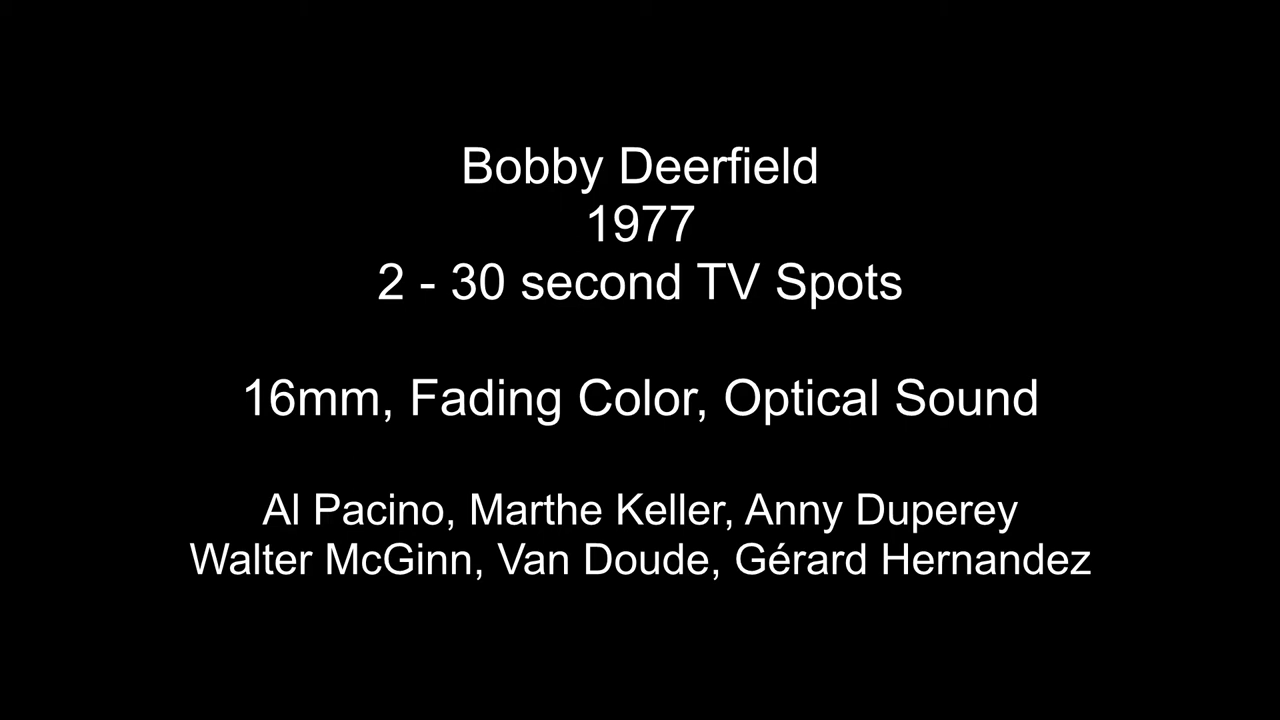 Bobby Deerfield
1977
2 - 30 second TV Spots
16mm, Fading Color, Optical Sound
Al Pacino, Marthe Keller, Anny Duperey
Walter McGinn, Van Doude, Gérard Hernandez